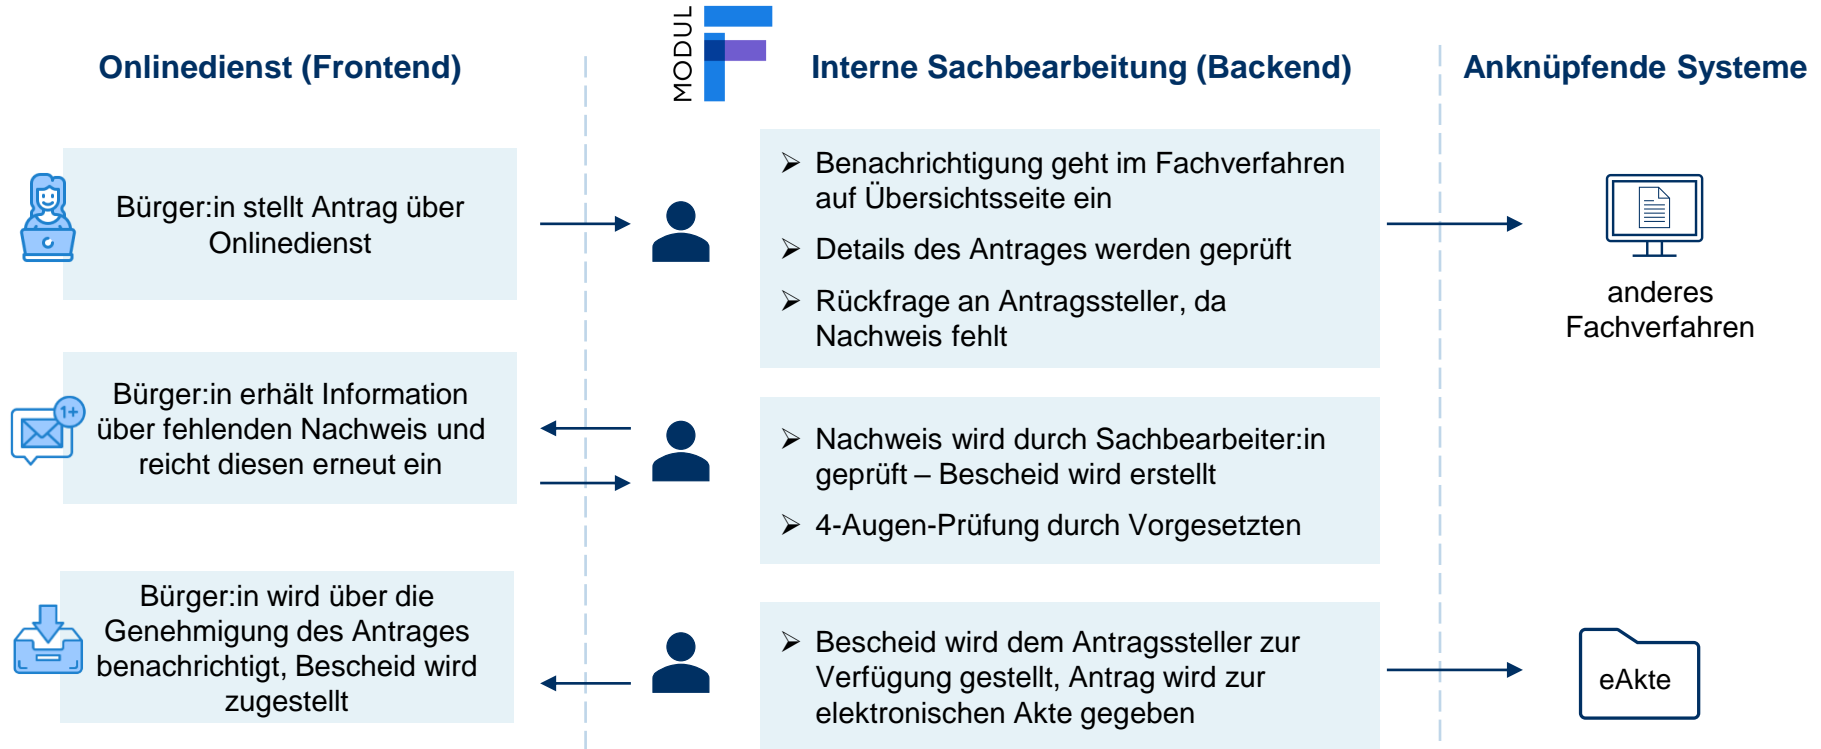 MODUL
Onlinedienst (Frontend)
Interne Sachbearbeitung (Backend)
Anknüpfende Systeme
Bürger:in stellt Antrag über
Onlinedienst
➢ Benachrichtigung geht im Fachverfahren
auf Übersichtsseite ein
➢ Details des Antrages werden geprüft
➢ Rückfrage an Antragssteller, da
Nachweis fehlt
anderes
Fachverfahren
1+
Bürger:in erhält Information
über fehlenden Nachweis und
reicht diesen erneut ein
➢ Nachweis wird durch Sachbearbeiter:in
geprüft – Bescheid wird erstellt
➢ 4-Augen-Prüfung durch Vorgesetzten
Bürger:in wird über die
Genehmigung des Antrages
benachrichtigt, Bescheid wird
zugestellt
➢ Bescheid wird dem Antragssteller zur
Verfügung gestellt, Antrag wird zur
elektronischen Akte gegeben
eAkte